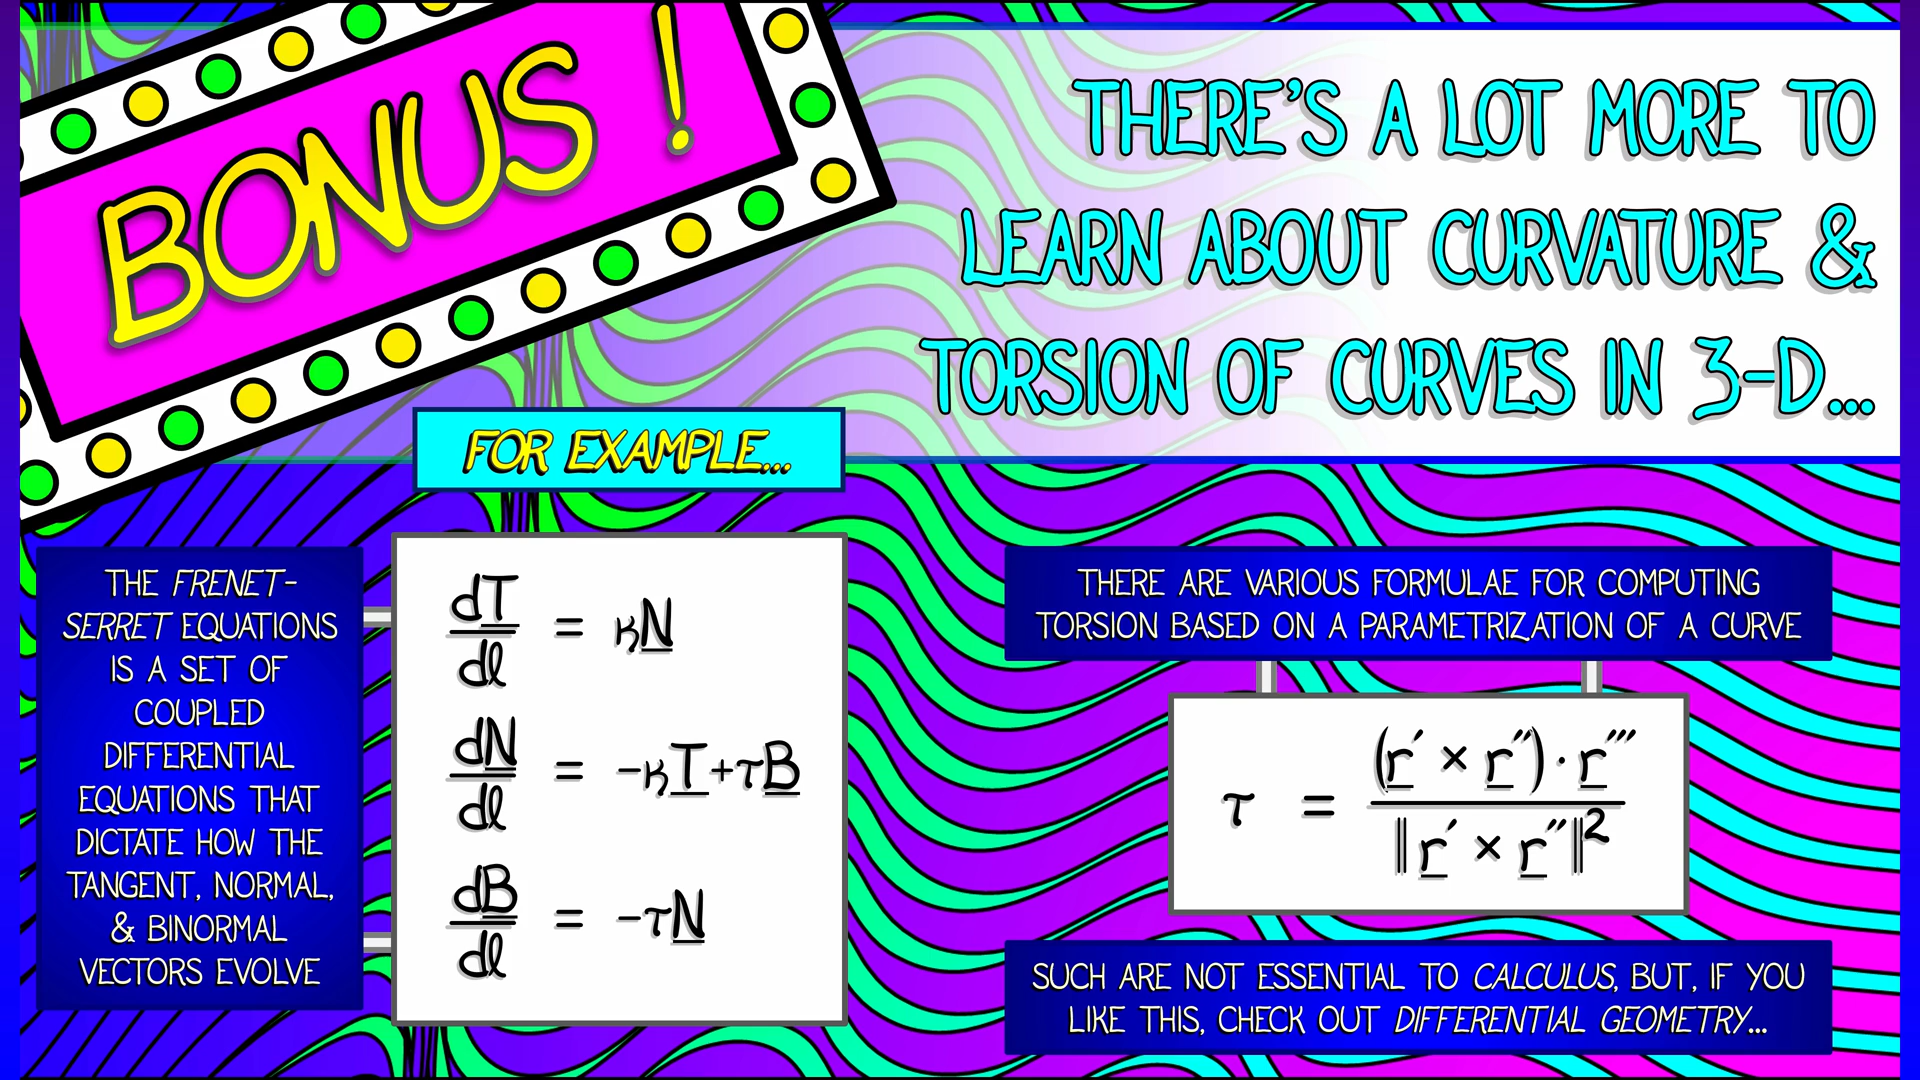 BONUS!
THERE'S A LOT MORE TO
LEARN ABOUT CURVATURE &
TORSION OF CURVES IN 3-D...
FOR EXAMPLE...
THE FRENET-
SERRET EQUATIONS
IS A SET OF
COUPLED
DIFFERENTIAL
EQUATIONS THAT
DICTATE HOW THE
TANGENT, NORMAL,
& BINORMAL
VECTORS EVOLVE
dT/dℓ = κN
dN/dℓ = -κT+τB
dB/dℓ = -τN
THERE ARE VARIOUS FORMULAE FOR COMPUTING
TORSION BASED ON A PARAMETRIZATION OF A CURVE
τ = (r′ × r″) · r‴ / ‖r′ × r″‖²
SUCH ARE NOT ESSENTIAL TO CALCULUS, BUT, IF YOU
LIKE THIS, CHECK OUT DIFFERENTIAL GEOMETRY...